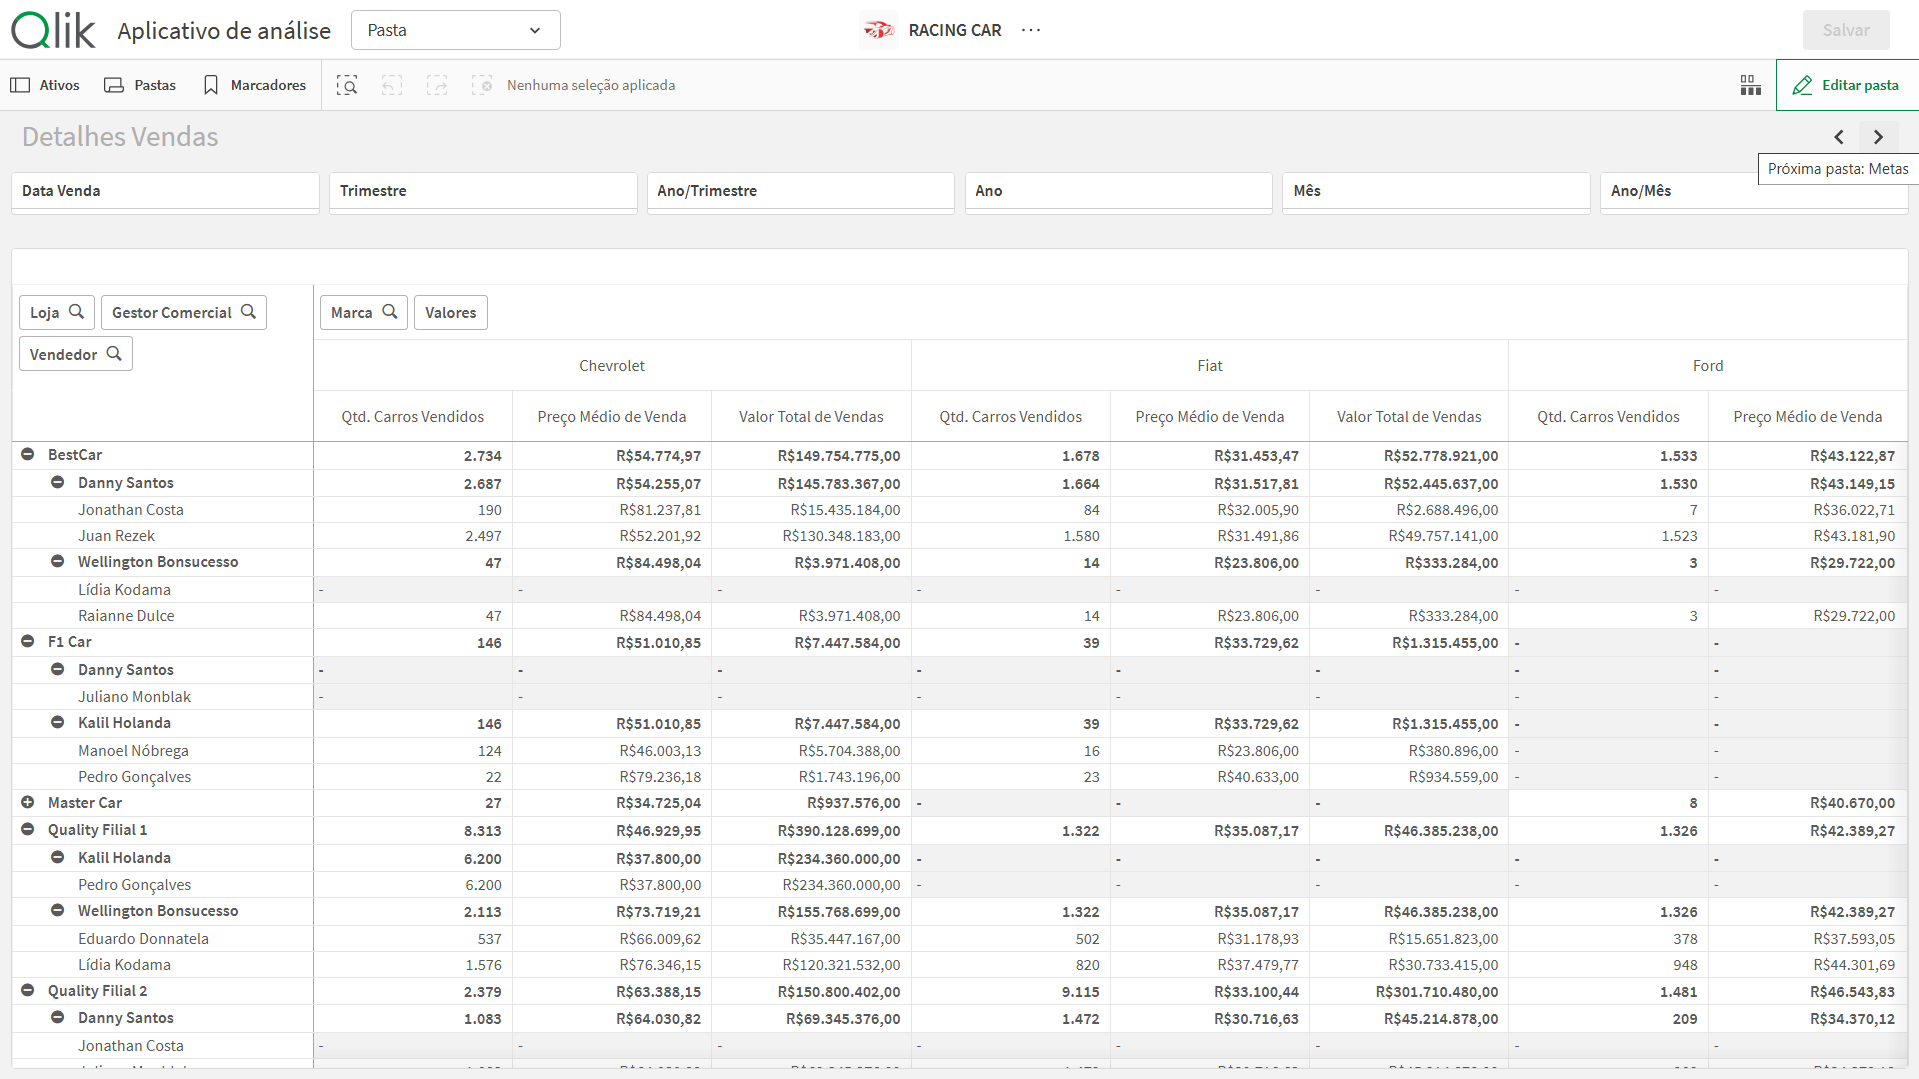 Qlik Aplicativo de análise Pasta RACING CAR ... Salvar
Ativos Pastas Marcadores Nenhuma seleção aplicada Editar pasta
Detalhes Vendas
Próxima pasta: Metas
Data Venda Trimestre Ano/Trimestre Ano Mês Ano/Mês
Loja Gestor Comercial Marca Valores
Vendedor
Chevrolet Fiat Ford
Qtd. Carros Vendidos Preço Médio de Venda Valor Total de Vendas Qtd. Carros Vendidos Preço Médio de Venda Valor Total de Vendas Qtd. Carros Vendidos Preço Médio de Venda
BestCar 2.734 R$54.774,97 R$149.754.775,00 1.678 R$31.453,47 R$52.778.921,00 1.533 R$43.122,87
Danny Santos 2.687 R$54.255,07 R$145.783.367,00 1.664 R$31.517,81 R$52.445.637,00 1.530 R$43.149,15
Jonathan Costa 190 R$81.237,81 R$15.435.184,00 84 R$32.005,90 R$2.688.496,00 7 R$36.022,71
Juan Rezek 2.497 R$52.201,92 R$130.348.183,00 1.580 R$31.491,86 R$49.757.141,00 1.523 R$43.181,90
Wellington Bonsucesso 47 R$84.498,04 R$3.971.408,00 14 R$23.806,00 R$333.284,00 3 R$29.722,00
Lídia Kodama - - - - - - - -
Raianne Dulce 47 R$84.498,04 R$3.971.408,00 14 R$23.806,00 R$333.284,00 3 R$29.722,00
F1 Car 146 R$51.010,85 R$7.447.584,00 39 R$33.729,62 R$1.315.455,00 - -
Danny Santos - - - - - - - -
Juliano Monblak - - - - - - - -
Kalil Holanda 146 R$51.010,85 R$7.447.584,00 39 R$33.729,62 R$1.315.455,00 - -
Manoel Nóbrega 124 R$46.003,13 R$5.704.388,00 16 R$23.806,00 R$380.896,00 - -
Pedro Gonçalves 22 R$79.236,18 R$1.743.196,00 23 R$40.633,00 R$934.559,00 - -
Master Car 27 R$34.725,04 R$937.576,00 - - - 8 R$40.670,00
Quality Filial 1 8.313 R$46.929,95 R$390.128.699,00 1.322 R$35.087,17 R$46.385.238,00 1.326 R$42.389,27
Kalil Holanda 6.200 R$37.800,00 R$234.360.000,00 - - - - -
Pedro Gonçalves 6.200 R$37.800,00 R$234.360.000,00 - - - - -
Wellington Bonsucesso 2.113 R$73.719,21 R$155.768.699,00 1.322 R$35.087,17 R$46.385.238,00 1.326 R$42.389,27
Eduardo Donnatela 537 R$66.009,62 R$35.447.167,00 502 R$31.178,93 R$15.651.823,00 378 R$37.593,05
Lídia Kodama 1.576 R$76.346,15 R$120.321.532,00 820 R$37.479,77 R$30.733.415,00 948 R$44.301,69
Quality Filial 2 2.379 R$63.388,15 R$150.800.402,00 9.115 R$33.100,44 R$301.710.480,00 1.481 R$46.543,83
Danny Santos 1.083 R$64.030,82 R$69.345.376,00 1.472 R$30.716,63 R$45.214.878,00 209 R$34.370,12
Jonathan Costa - - - - - - - -